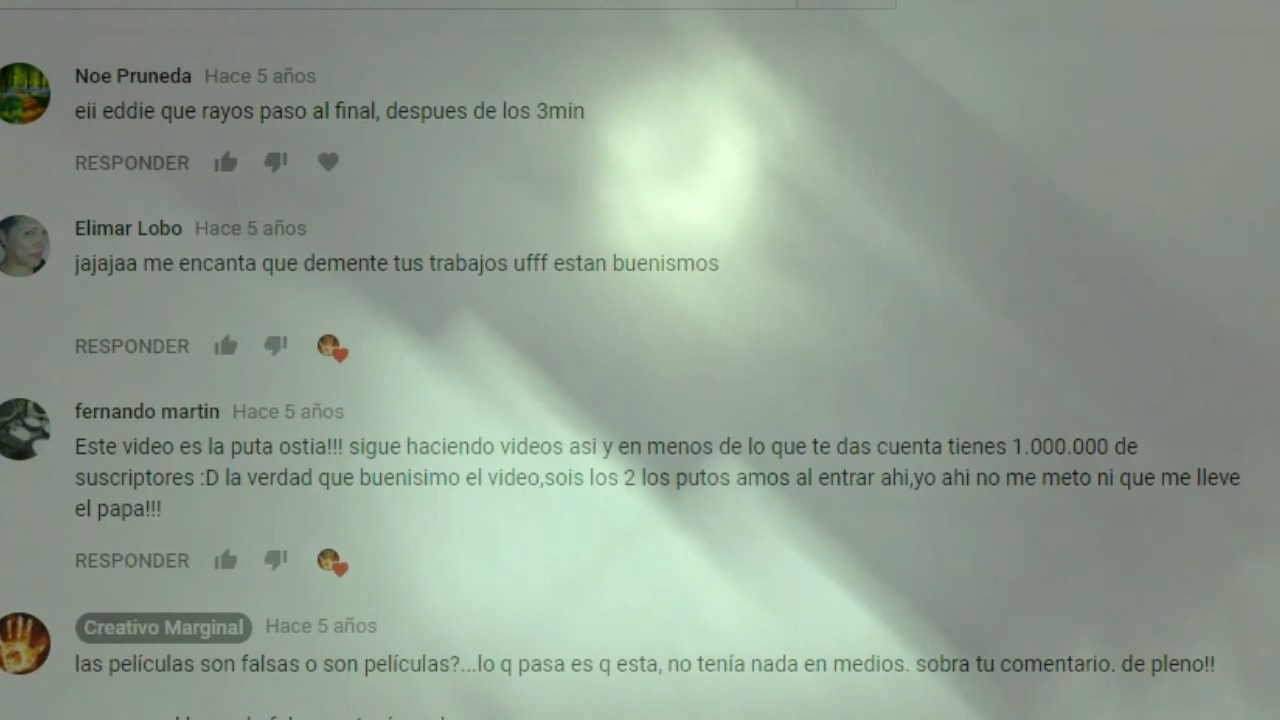 Noe Pruneda Hace 5 años
eii eddie que rayos paso al final, despues de los 3min
RESPONDER
Elimar Lobo Hace 5 años
jajajaa me encanta que demente tus trabajos ufff estan buenismos
RESPONDER
fernando martin Hace 5 años
Este video es la puta ostia!!! sigue haciendo videos asi y en menos de lo que te das cuenta tienes 1.000.000 de
suscriptores :D la verdad que buenisimo el video,sois los 2 los putos amos al entrar ahi,yo ahi no me meto ni que me lleve
el papa!!!
RESPONDER
Creativo Marginal Hace 5 años
las películas son falsas o son películas?...lo q pasa es q esta, no tenía nada en medios. sobra tu comentario. de pleno!!